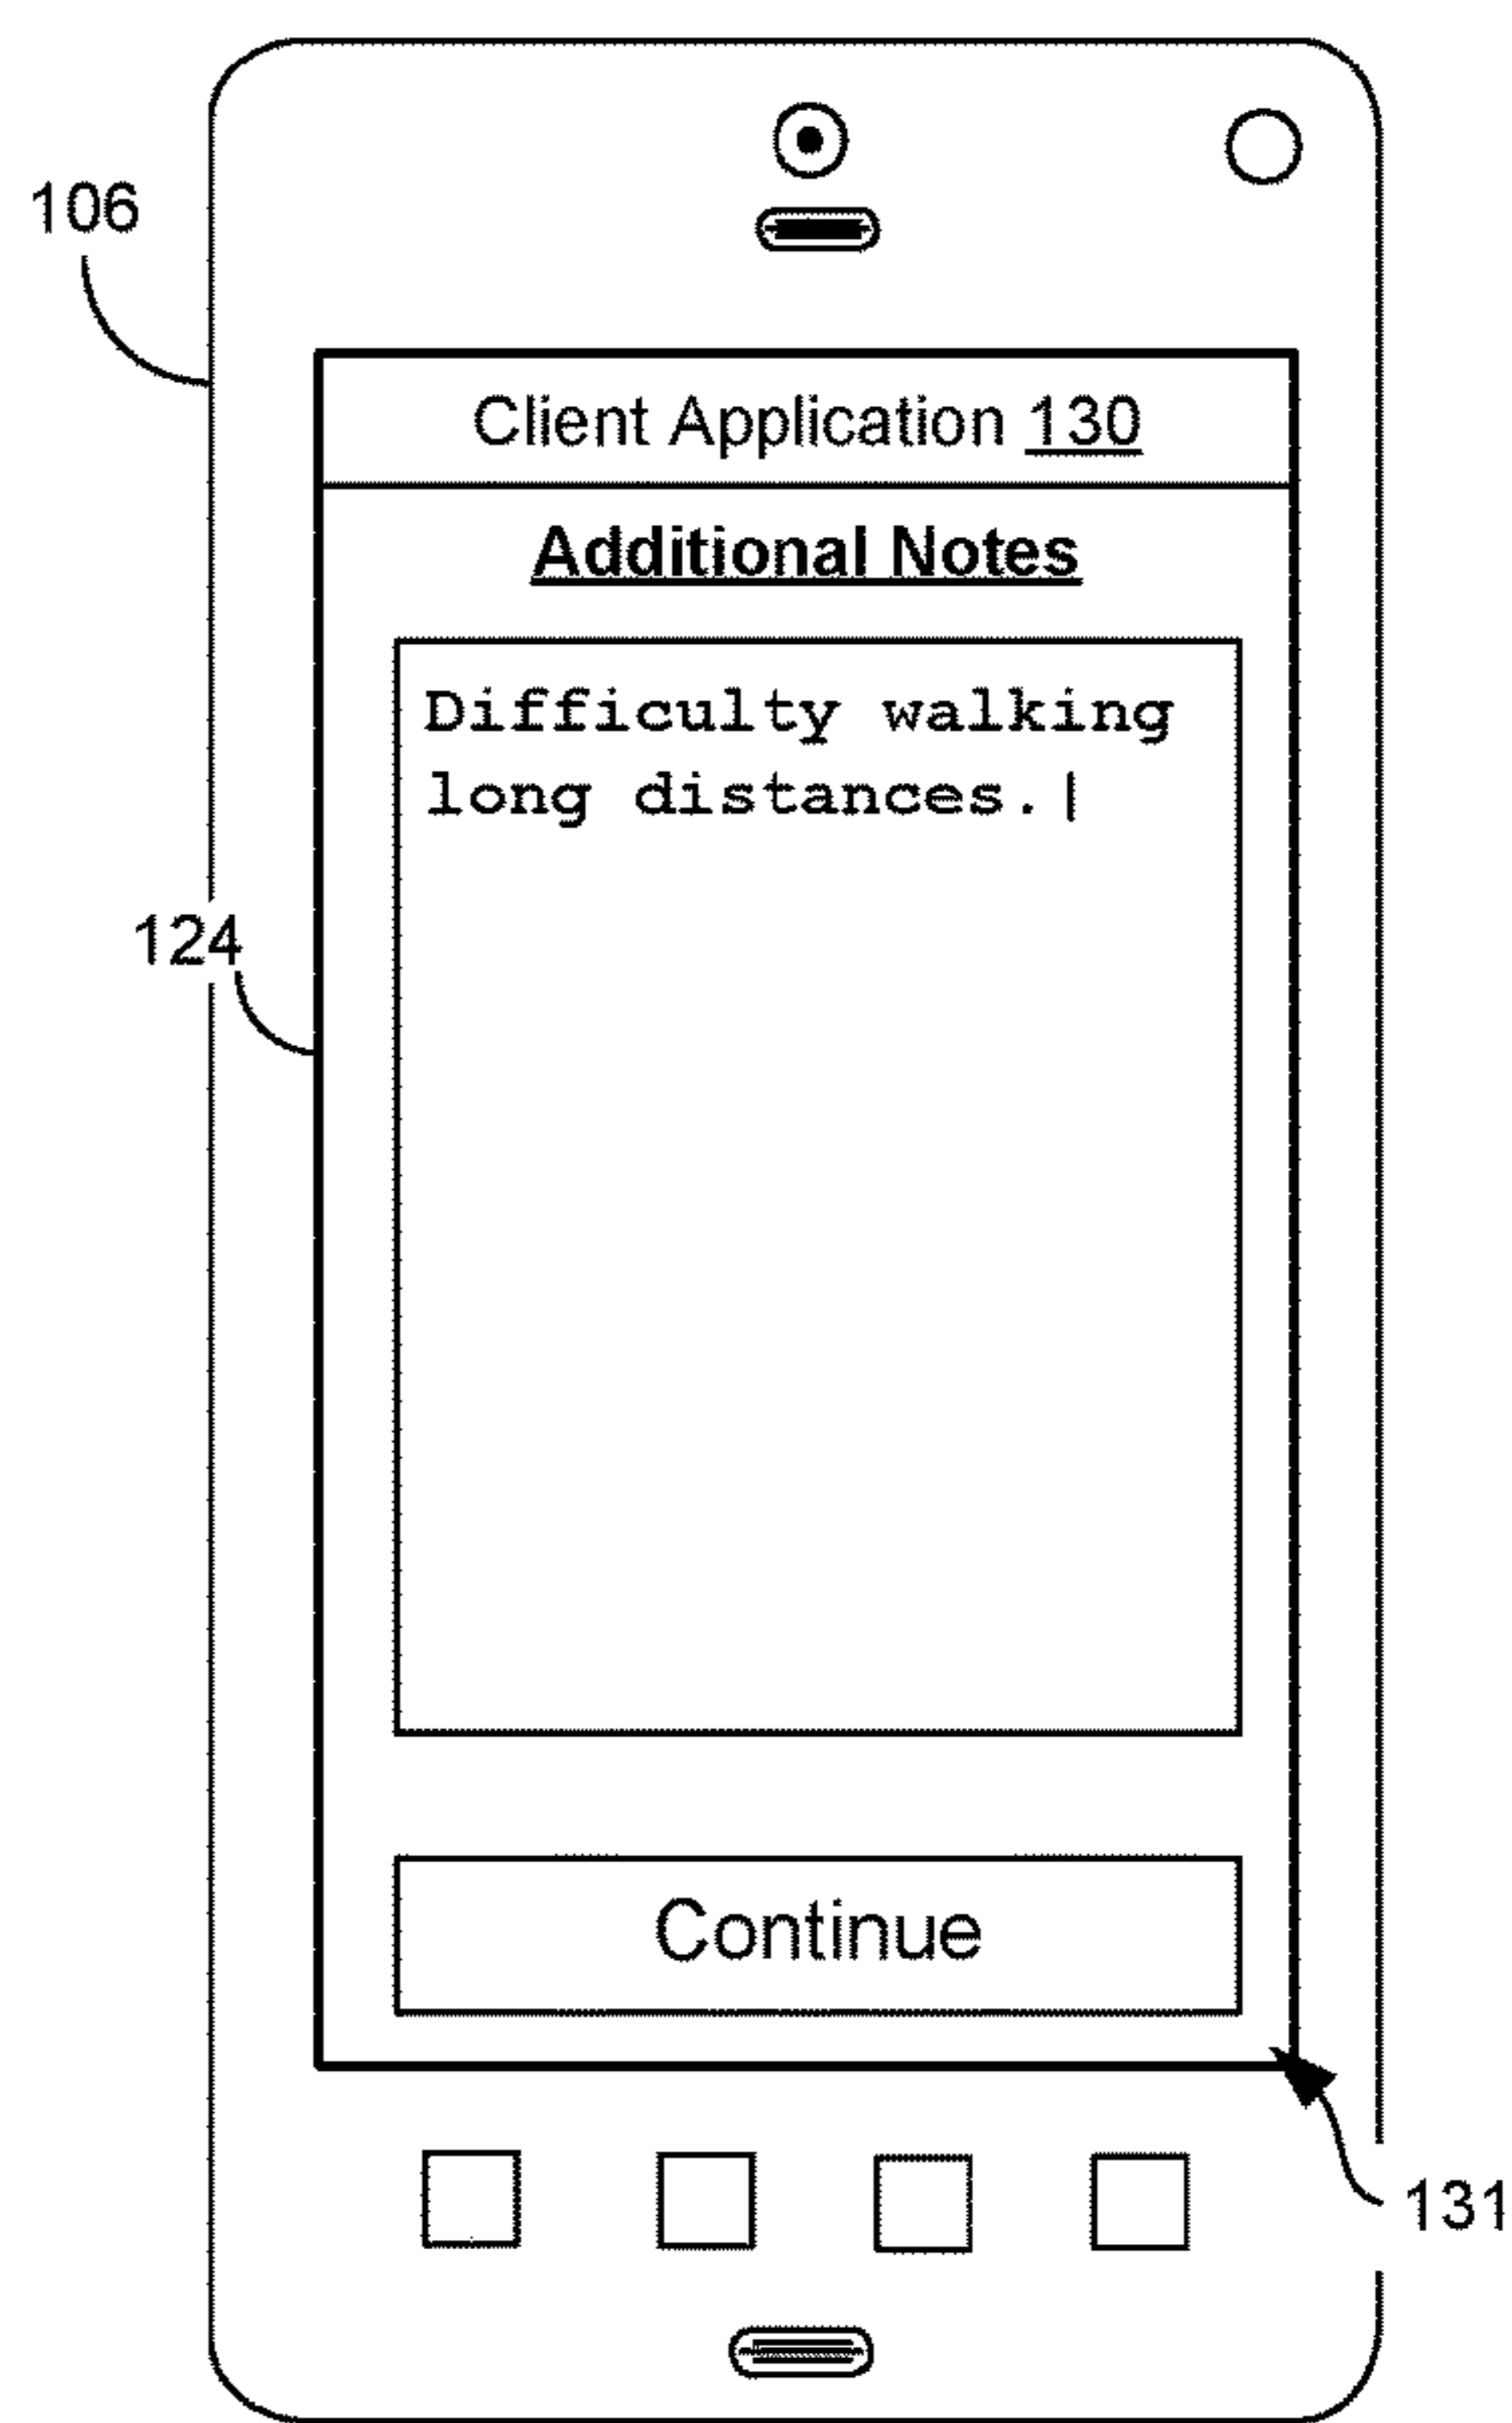 106
Client Application 130
Additional Notes
Difficulty walking
long distances.|
124
Continue
131